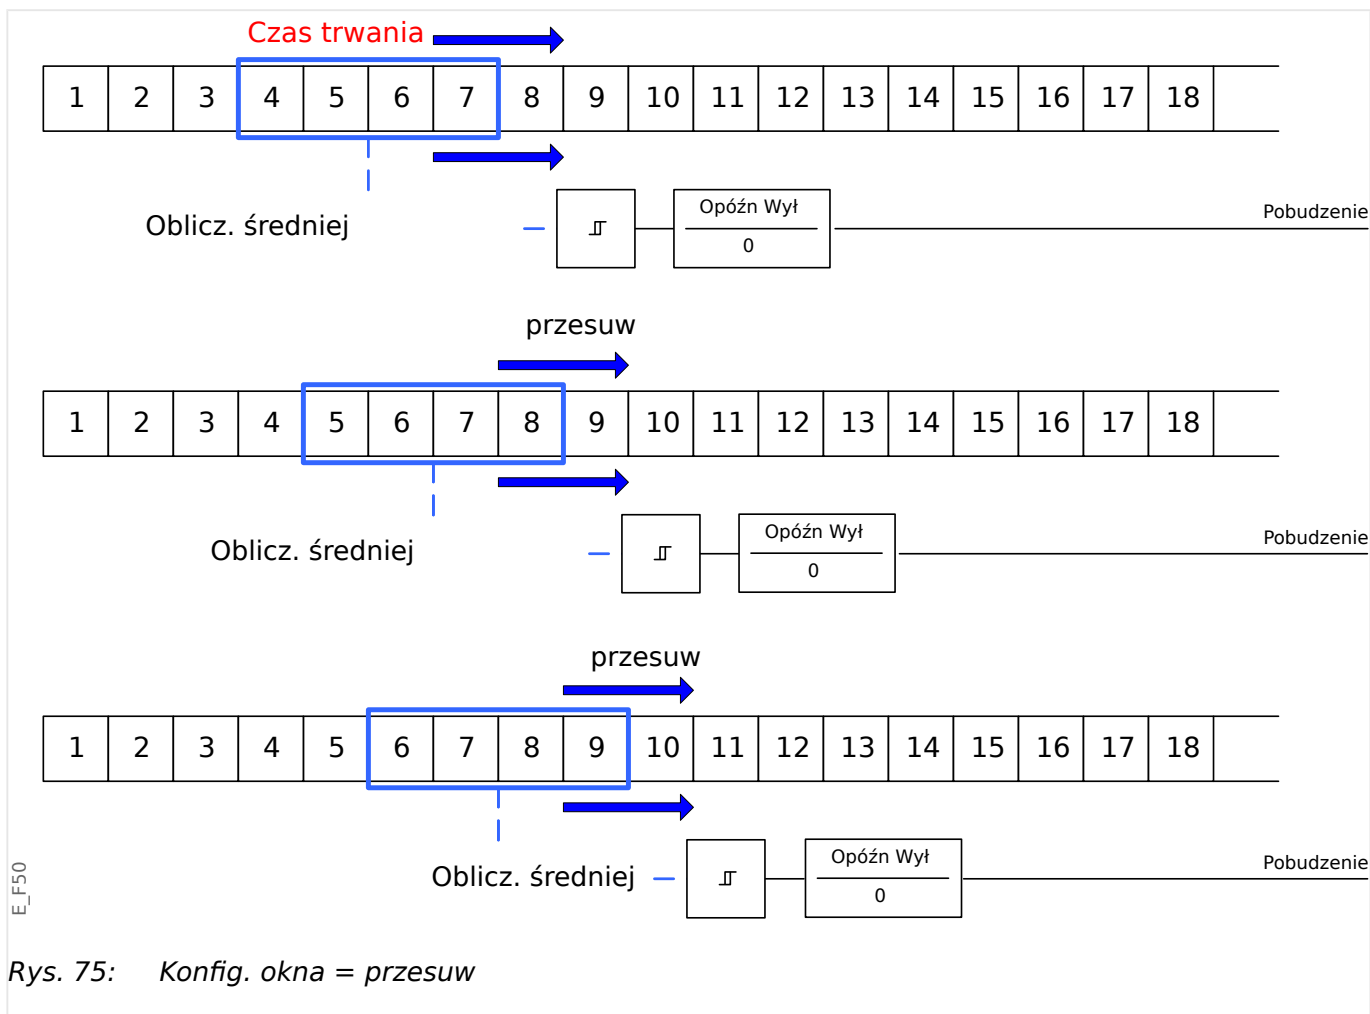 Czas trwania
1 2 3 4 5 6 7 8 9 10 11 12 13 14 15 16 17 18
Oblicz. średniej
Opóźn Wył
0
Pobudzenie
przesuw
1 2 3 4 5 6 7 8 9 10 11 12 13 14 15 16 17 18
Oblicz. średniej
Opóźn Wył
0
Pobudzenie
przesuw
1 2 3 4 5 6 7 8 9 10 11 12 13 14 15 16 17 18
Oblicz. średniej
Opóźn Wył
0
Pobudzenie
E_F50
Rys. 75: Konfig. okna = przesuw